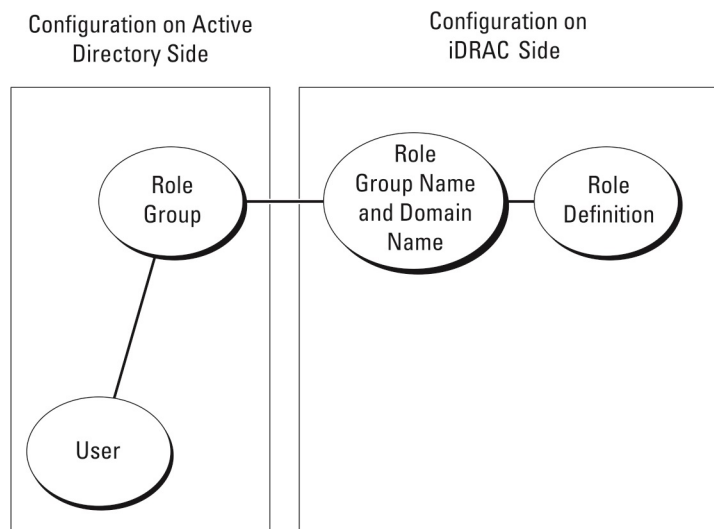 Configuration on Active
Directory Side
Configuration on
iDRAC Side
Role
Group
Role
Group Name
and Domain
Name
Role
Definition
User